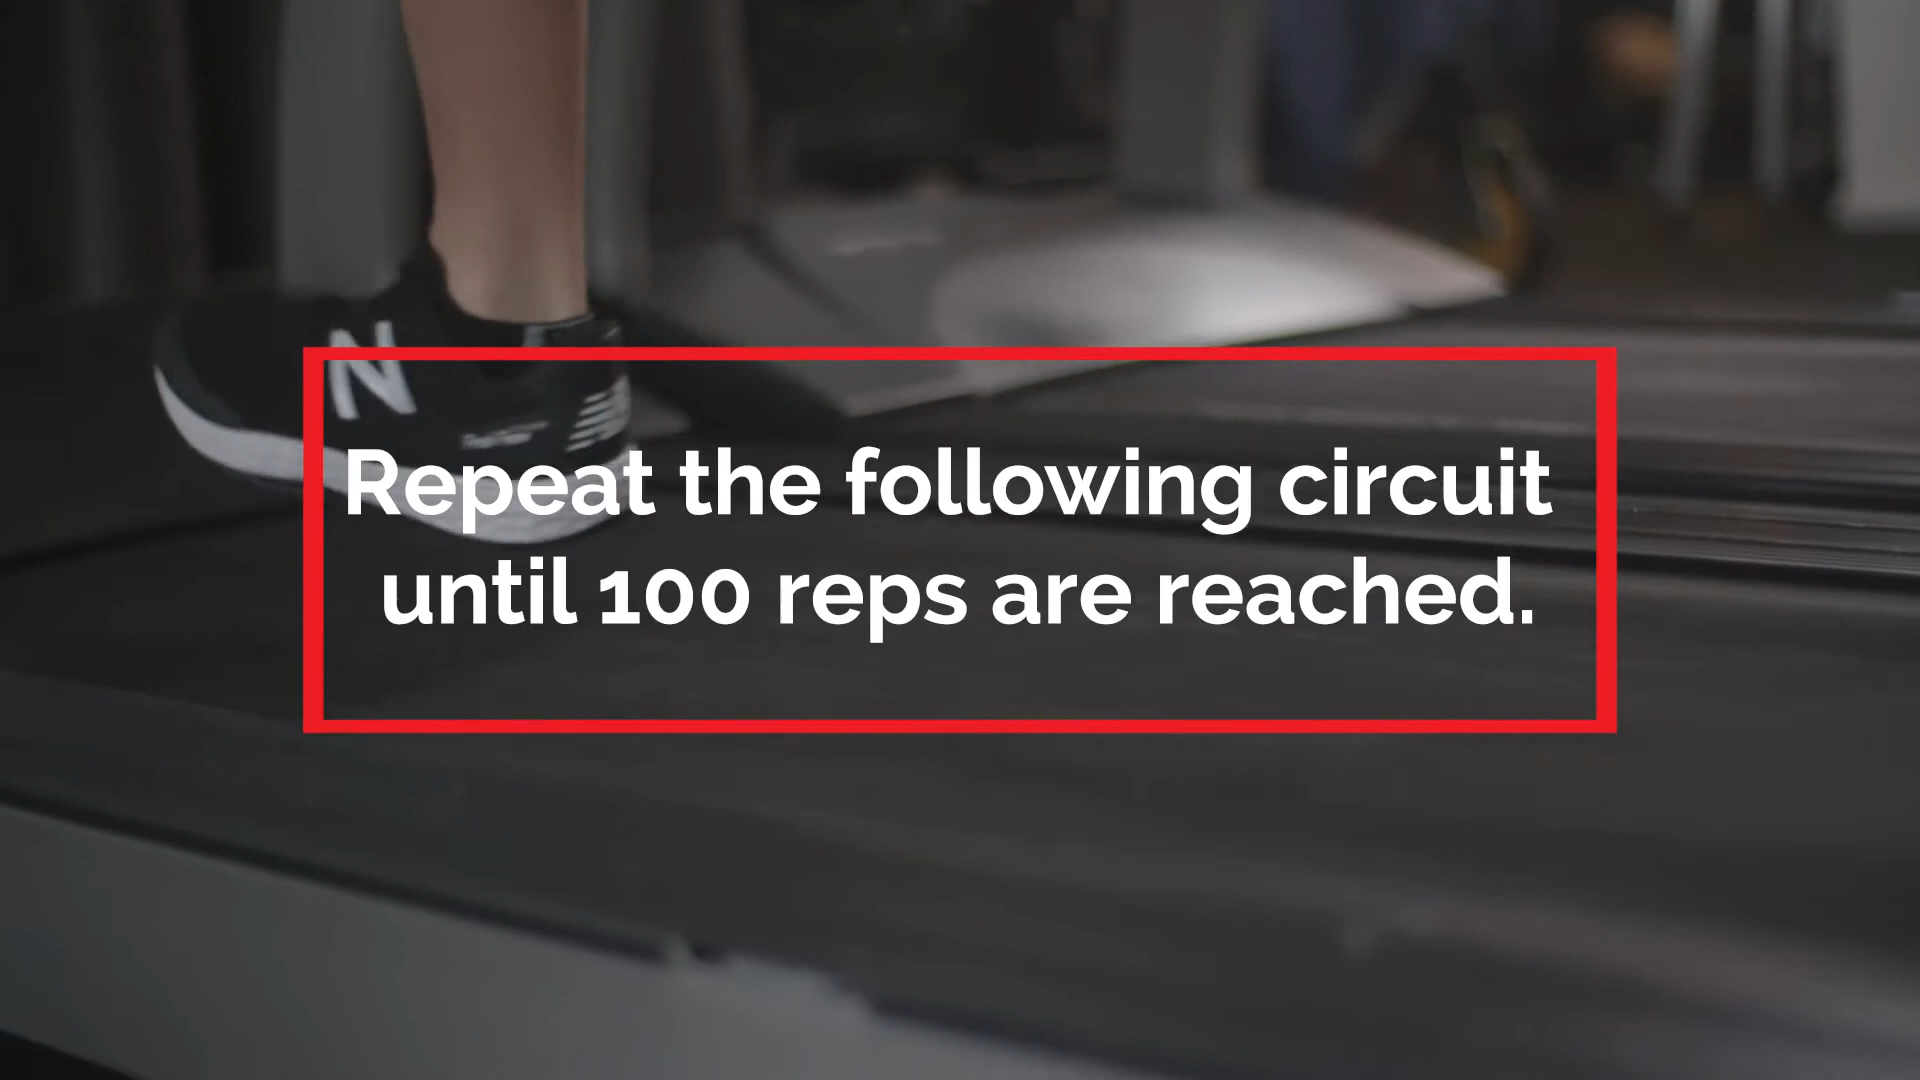 N
Repeat the following circuit
until 100 reps are reached.